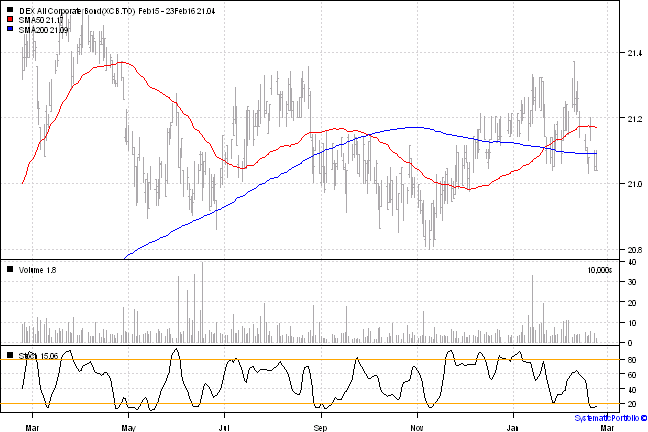 DEX All Corporate Bond(XCB.TO) Feb15 - 23Feb16 21.04
SMA50 21.17
SMA200 21.09
21.4
21.2
21.0
20.8
Volume 1.8
10,000s
40
30
20
10
0
Stoch 15.06
80
60
40
20
Mar May Jul Sep Nov Jan Mar
SystematicPortfolio ©